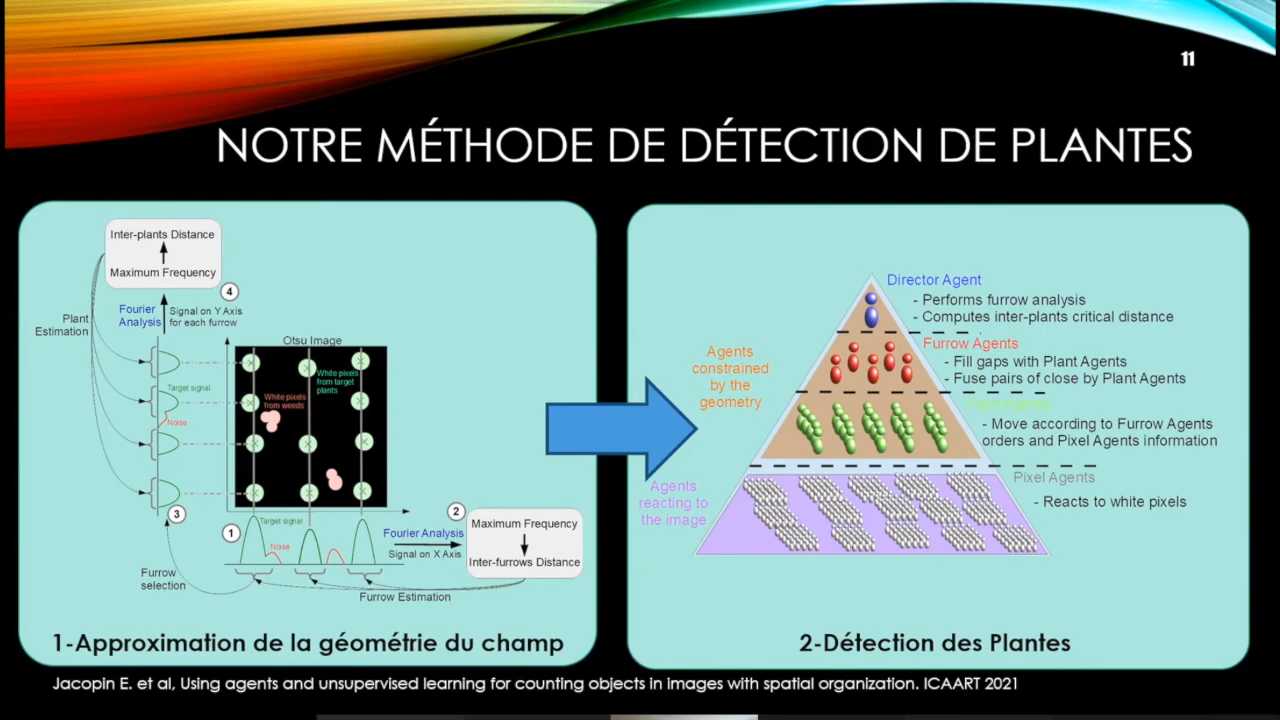 11
NOTRE MÉTHODE DE DÉTECTION DE PLANTES
Inter-plants Distance
Maximum Frequency
4
Fourier
Analysis
Signal on Y Axis
for each furrow
Plant
Estimation
Otsu Image
White pixels
from target
plants
White pixels
from weeds
Target signal
Noise
3
1
Target signal
Noise
2
Fourier Analysis
Signal on X Axis
Maximum Frequency
Inter-furrows Distance
Furrow
selection
Furrow Estimation
1-Approximation de la géométrie du champ
Director Agent
- Performs furrow analysis
- Computes inter-plants critical distance
Furrow Agents
- Fill gaps with Plant Agents
- Fuse pairs of close by Plant Agents
Agents
constrained
by the
geometry
Plant Agents
- Move according to Furrow Agents
orders and Pixel Agents information
Pixel Agents
- Reacts to white pixels
Agents
reacting to
the image
2-Détection des Plantes
Jacopin E. et al, Using agents and unsupervised learning for counting objects in images with spatial organization. ICAART 2021